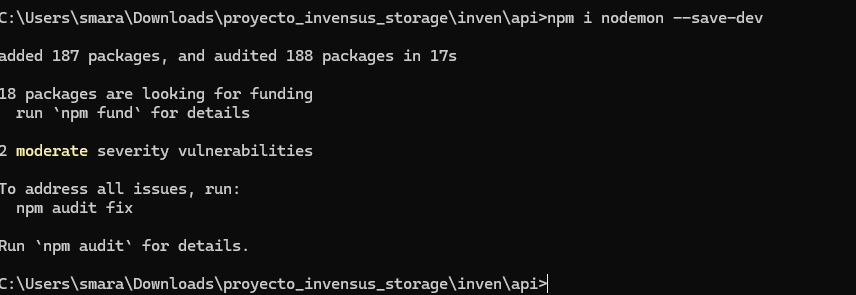 C:\Users\smara\Downloads\proyecto_invensus_storage\inven\api>npm i nodemon --save-dev
added 187 packages, and audited 188 packages in 17s
18 packages are looking for funding
  run `npm fund` for details
2 moderate severity vulnerabilities
To address all issues, run:
  npm audit fix
Run `npm audit` for details.
C:\Users\smara\Downloads\proyecto_invensus_storage\inven\api>